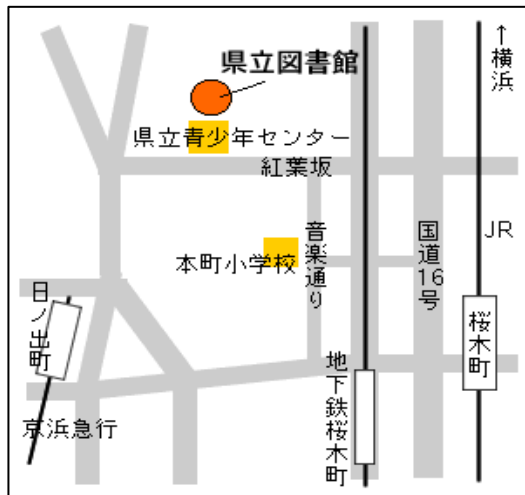 県立図書館
↑横浜
県立青少年センター
紅葉坂
音楽通り
国道16号
JR
本町小学校
日ノ出町
桜木町
地下鉄桜木町
京浜急行